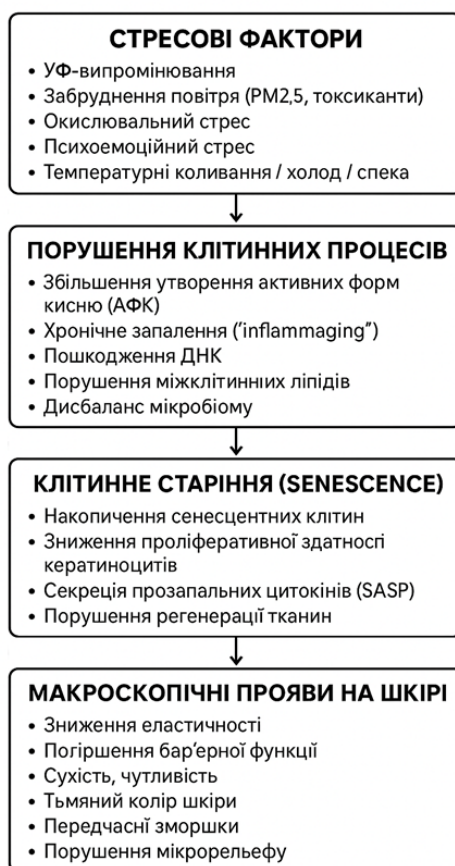 СТРЕСОВІ ФАКТОРИ
• УФ-випромінювання
• Забруднення повітря (PM2,5, токсиканти)
• Окислювальний стрес
• Психоемоційний стрес
• Температурні коливання / холод / спека
ПОРУШЕННЯ КЛІТИННИХ ПРОЦЕСІВ
• Збільшення утворення активних форм
кисню (АФК)
• Хронічне запалення (‘inflammaging”)
• Пошкодження ДНК
• Порушення міжклітинних ліпідів
• Дисбаланс мікробіому
КЛІТИННЕ СТАРІННЯ (SENESCENCE)
• Накопичення сенесцентних клітин
• Зниження проліферативної здатноспі
кератиноцитів
• Секреція прозапальних цитокінів (SASP)
• Порушення регенерації тканин
МАКРОСКОПІЧНІ ПРОЯВИ НА ШКІРІ
• Зниження еластичності
• Погіршення бар’ерної функції
• Сухість, чутливість
• Тьмяний колір шкіри
• Передчасні зморшки
• Порушення мікрорельефу